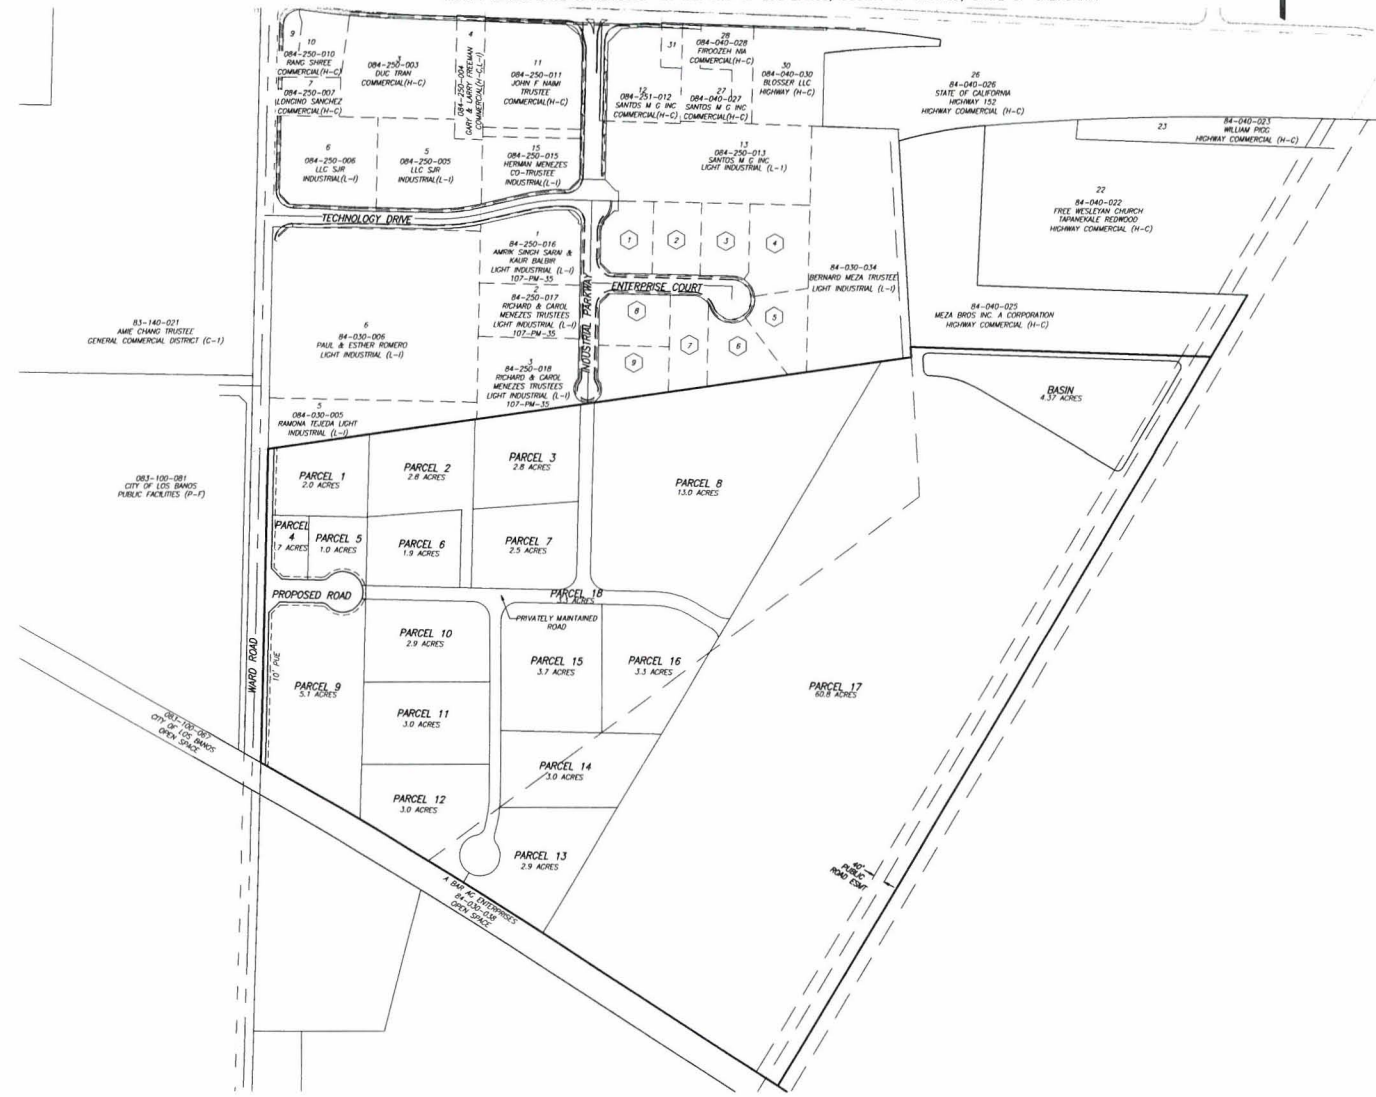 9
10
084-250-010
RANG SHREE
COMMERCIAL(H-C)
7
084-250-007
LONGINO SANCHEZ
COMMERCIAL(H-C)
3
084-250-003
DUC TRAN
COMMERCIAL(H-C)
4
084-250-004
GARY & LARRY FREEMAN
COMMERCIAL(H-C,L-I)
11
084-250-011
JOHN F NAIMI
TRUSTEE
COMMERCIAL(H-C)
31
28
084-040-028
FIROOZEH NIA
COMMERCIAL(H-C)
12
084-251-012
SANTOS M G INC
COMMERCIAL(H-C)
27
084-040-027
SANTOS M G INC
COMMERCIAL(H-C)
30
084-040-030
BLOSSER LLC
HIGHWAY (H-C)
26
084-040-026
STATE OF CALIFORNIA
HIGHWAY 152
HIGHWAY COMMERCIAL (H-C)
23
84-040-023
WILLIAM PIGG
HIGHWAY COMMERCIAL (H-C)
6
084-250-006
LLC SJR
INDUSTRIAL(L-I)
5
084-250-005
LLC SJR
INDUSTRIAL(L-I)
15
084-250-015
HERMAN MENEZES
CO-TRUSTEE
INDUSTRIAL(L-I)
13
084-250-013
SANTOS M G INC
LIGHT INDUSTRIAL (L-1)
22
84-040-022
FREE WESLEYAN CHURCH
TAPANEKALE REDWOOD
HIGHWAY COMMERCIAL (H-C)
TECHNOLOGY DRIVE
1
84-250-016
AMRIK SINGH SARAI &
KAUR BALBIR
LIGHT INDUSTRIAL (L-I)
107-PM-35
2
84-250-017
RICHARD & CAROL
MENEZES TRUSTEES
LIGHT INDUSTRIAL (L-I)
107-PM-35
3
84-250-018
RICHARD & CAROL
MENEZES TRUSTEES
LIGHT INDUSTRIAL (L-I)
107-PM-35
INDUSTRIAL PARKWAY
1
2
3
4
ENTERPRISE COURT
5
6
7
8
9
84-030-034
BERNARD MEZA TRUSTEE
LIGHT INDUSTRIAL (L-I)
84-040-025
MEZA BROS INC. A CORPORATION
HIGHWAY COMMERCIAL (H-C)
83-140-021
AMIE CHANG TRUSTEE
GENERAL COMMERCIAL DISTRICT (C-1)
6
84-030-006
PAUL & ESTHER ROMERO
LIGHT INDUSTRIAL (L-I)
5
084-030-005
RAMONA TEJEDA LIGHT
INDUSTRIAL (L-I)
BASIN
4.37 ACRES
083-100-081
CITY OF LOS BANOS
PUBLIC FACILITIES (P-F)
PARCEL 1
2.0 ACRES
PARCEL 2
2.8 ACRES
PARCEL 3
2.8 ACRES
PARCEL 8
13.0 ACRES
PARCEL
4
.7 ACRES
PARCEL 5
1.0 ACRES
PARCEL 6
1.9 ACRES
PARCEL 7
2.5 ACRES
PROPOSED ROAD
PARCEL 18
ACRES
PRIVATELY MAINTAINED
ROAD
WARD ROAD
10' PUE
PARCEL 9
5.1 ACRES
PARCEL 10
2.9 ACRES
PARCEL 15
3.7 ACRES
PARCEL 16
3.3 ACRES
PARCEL 17
60.8 ACRES
PARCEL 11
3.0 ACRES
083-100-067
CITY OF LOS BANOS
OPEN SPACE
PARCEL 14
3.0 ACRES
PARCEL 12
3.0 ACRES
PARCEL 13
2.9 ACRES
40'
PUBLIC
ROAD ESMT
A BAR AG ENTERPRISES
84-030-038
OPEN SPACE